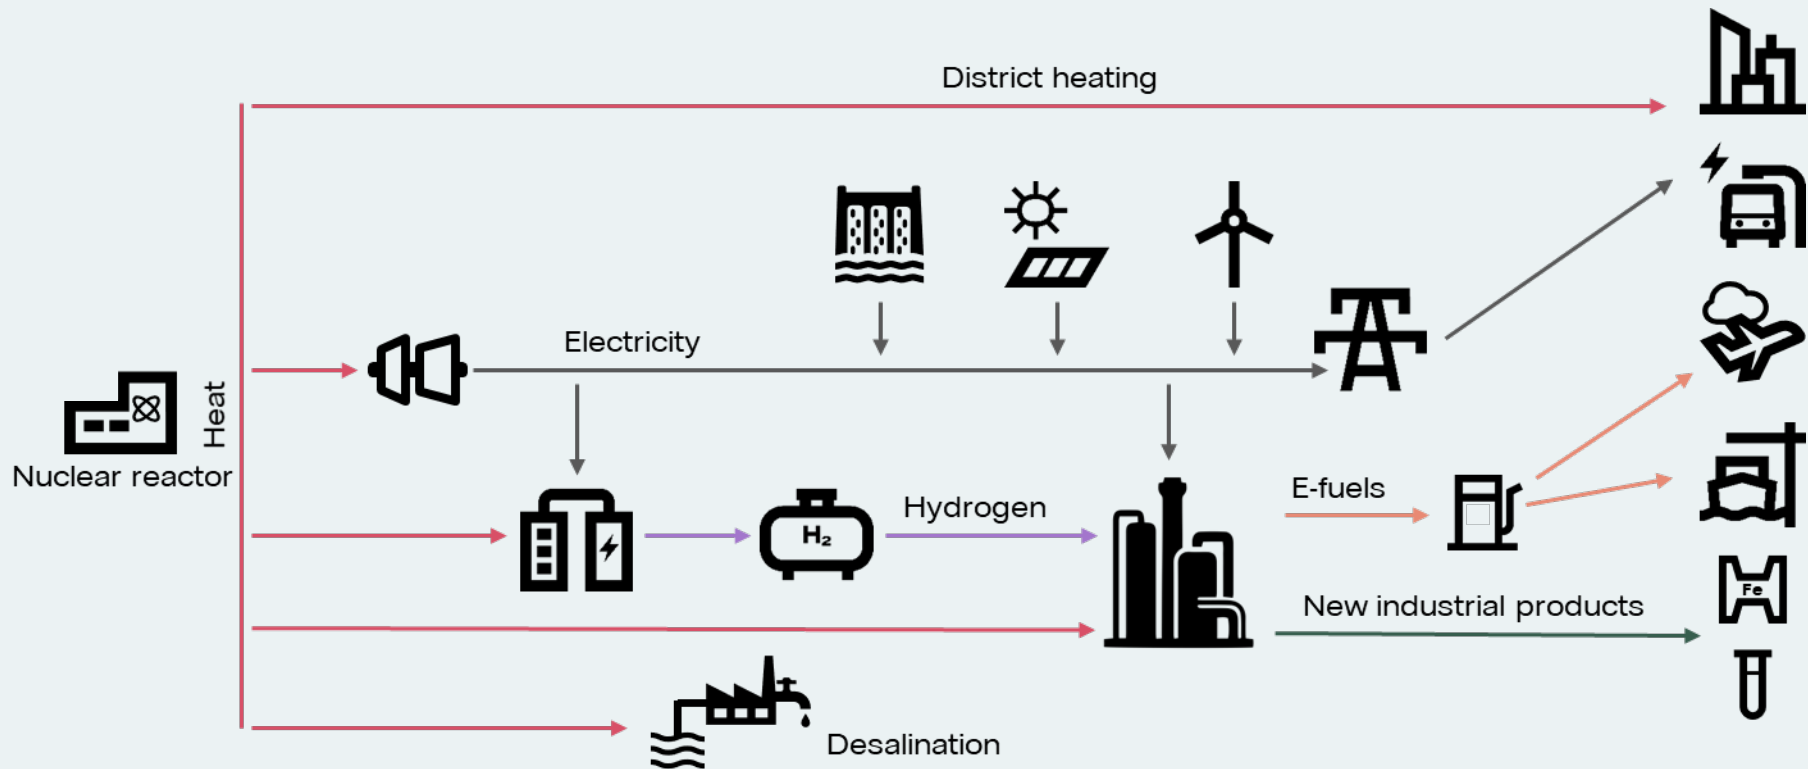 District heating
Electricity
Heat
Nuclear reactor
H₂
Hydrogen
E-fuels
Fe
New industrial products
Desalination